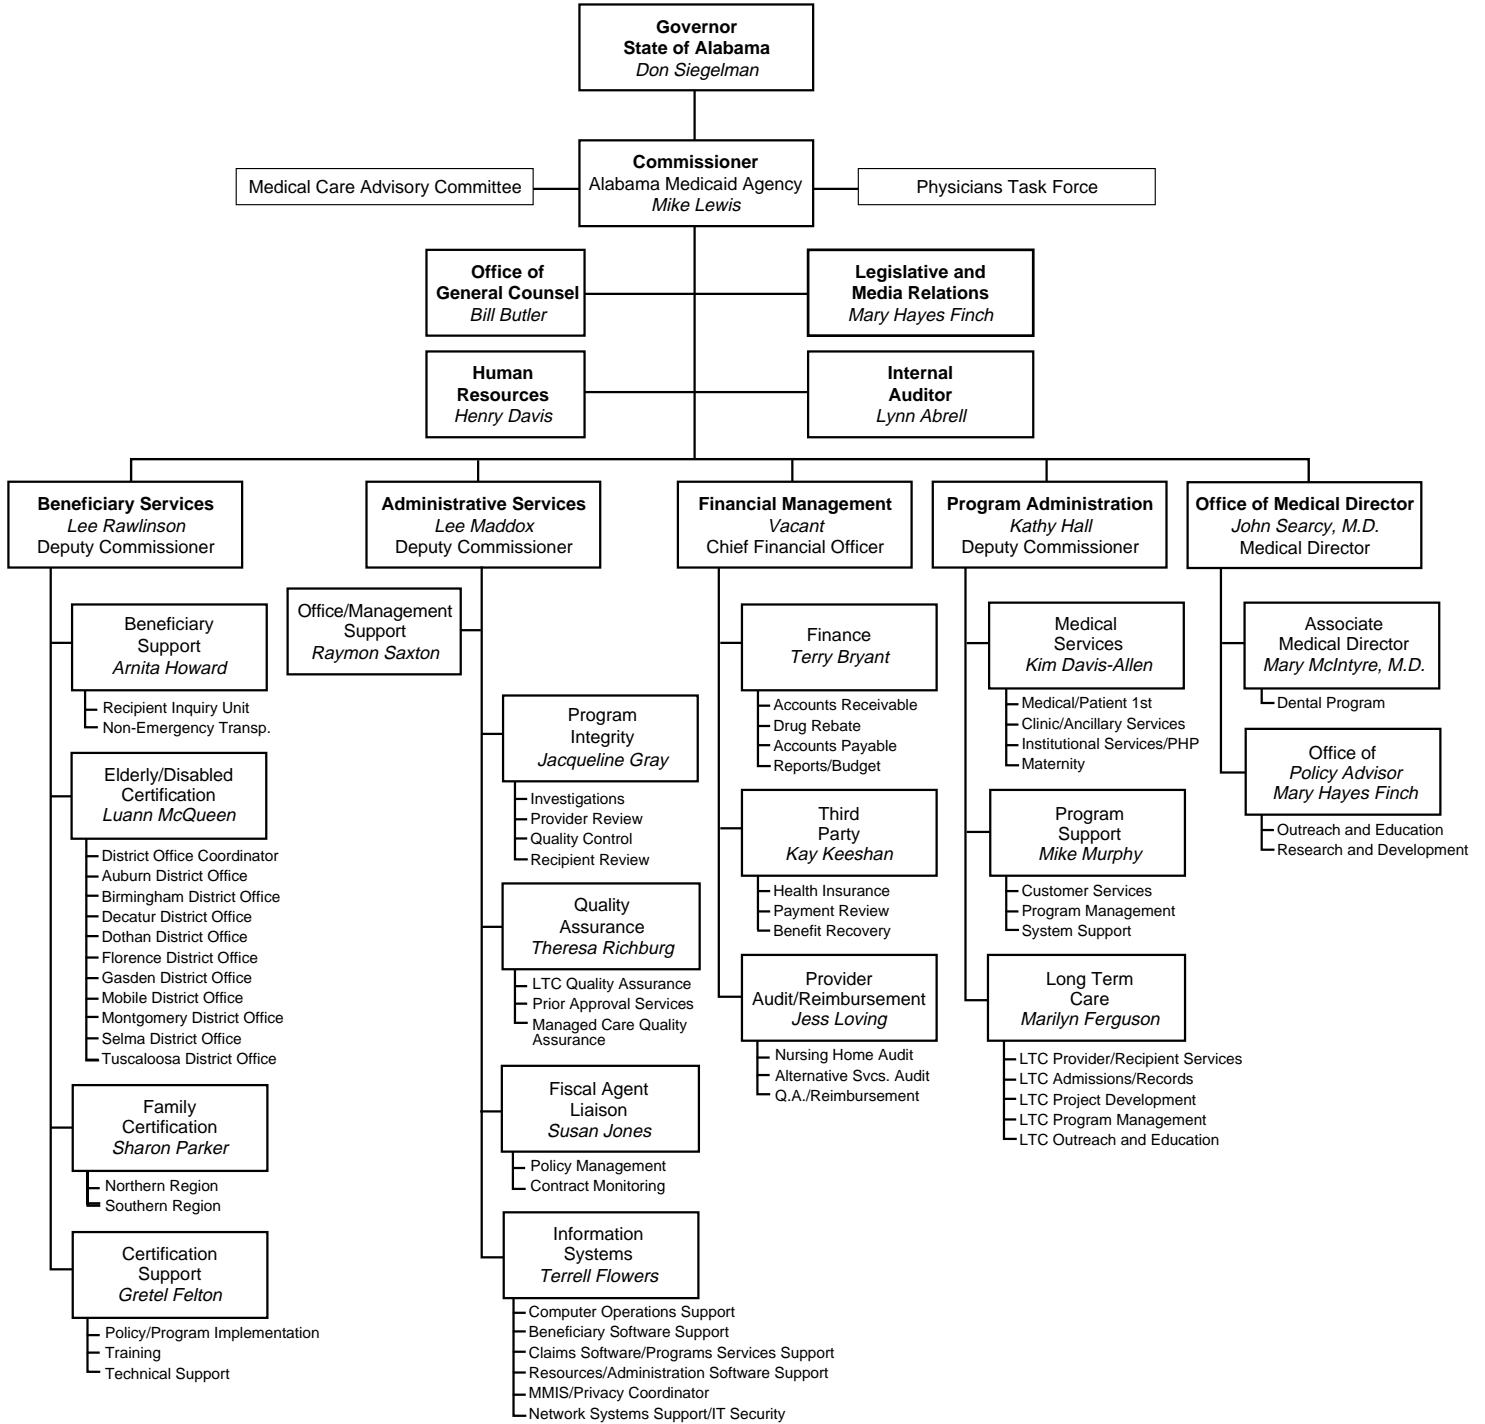 Governor
State of Alabama
Don Siegelman
Commissioner
Alabama Medicaid Agency
Mike Lewis
Medical Care Advisory Committee
Physicians Task Force
Office of
General Counsel
Bill Butler
Legislative and
Media Relations
Mary Hayes Finch
Human
Resources
Henry Davis
Internal
Auditor
Lynn Abrell
Beneficiary Services
Lee Rawlinson
Deputy Commissioner
Beneficiary
Support
Arnita Howard
Recipient Inquiry Unit
Non-Emergency Transp.
Elderly/Disabled
Certification
Luann McQueen
District Office Coordinator
Auburn District Office
Birmingham District Office
Decatur District Office
Dothan District Office
Florence District Office
Gasden District Office
Mobile District Office
Montgomery District Office
Selma District Office
Tuscaloosa District Office
Family
Certification
Sharon Parker
Northern Region
Southern Region
Certification
Support
Gretel Felton
Policy/Program Implementation
Training
Technical Support
Administrative Services
Lee Maddox
Deputy Commissioner
Office/Management
Support
Raymon Saxton
Program
Integrity
Jacqueline Gray
Investigations
Provider Review
Quality Control
Recipient Review
Quality
Assurance
Theresa Richburg
LTC Quality Assurance
Prior Approval Services
Managed Care Quality
Assurance
Fiscal Agent
Liaison
Susan Jones
Policy Management
Contract Monitoring
Information
Systems
Terrell Flowers
Computer Operations Support
Beneficiary Software Support
Claims Software/Programs Services Support
Resources/Administration Software Support
MMIS/Privacy Coordinator
Network Systems Support/IT Security
Financial Management
Vacant
Chief Financial Officer
Finance
Terry Bryant
Accounts Receivable
Drug Rebate
Accounts Payable
Reports/Budget
Third
Party
Kay Keeshan
Health Insurance
Payment Review
Benefit Recovery
Provider
Audit/Reimbursement
Jess Loving
Nursing Home Audit
Alternative Svcs. Audit
Q.A./Reimbursement
Program Administration
Kathy Hall
Deputy Commissioner
Medical
Services
Kim Davis-Allen
Medical/Patient 1st
Clinic/Ancillary Services
Institutional Services/PHP
Maternity
Program
Support
Mike Murphy
Customer Services
Program Management
System Support
Long Term
Care
Marilyn Ferguson
LTC Provider/Recipient Services
LTC Admissions/Records
LTC Project Development
LTC Program Management
LTC Outreach and Education
Office of Medical Director
John Searcy, M.D.
Medical Director
Associate
Medical Director
Mary McIntyre, M.D.
Dental Program
Office of
Policy Advisor
Mary Hayes Finch
Outreach and Education
Research and Development